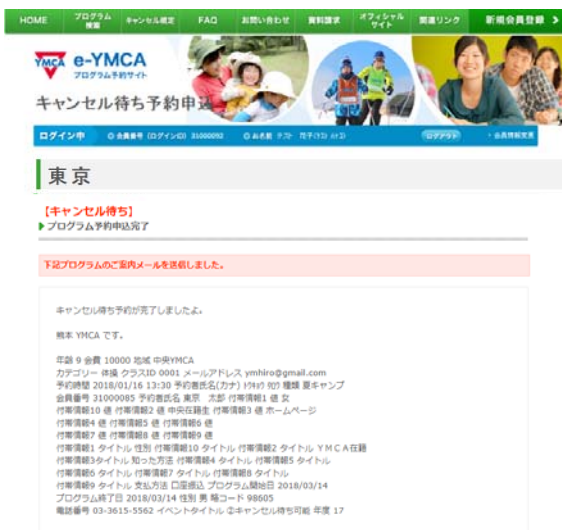 HOME プログラム検索 キャンセル規定 FAQ お問い合わせ 資料請求 オフィシャルサイト 関連リンク 新規会員登録 >
YMCA e-YMCA
プログラム予約サイト
キャンセル待ち予約申込
ログイン中 会員番号 (ログインID) 31000092 お名前 テスト 花子(テスト ハナコ) ログアウト 会員情報変更
東京
【キャンセル待ち】
プログラム予約申込完了
下記プログラムのご案内メールを送信しました。
キャンセル待ち予約が完了しましたよ。
熊本 YMCA です。
年齢 9 会費 10000 地域 中央YMCA
カテゴリー 体操 クラスID 0001 メールアドレス ymhiro@gmail.com
予約時間 2018/01/16 13:30 予約者氏名(カナ) トウキョウ タロウ 種類 夏キャンプ
会員番号 31000085 予約者氏名 東京 太郎 付帯情報1 値 女
付帯情報10 値 付帯情報2 値 中央在籍生 付帯情報3 値 ホームページ
付帯情報4 値 付帯情報5 値 付帯情報6 値
付帯情報7 値 付帯情報8 値 付帯情報9 値
付帯情報1 タイトル 性別 付帯情報10 タイトル 付帯情報2 タイトル YMCA在籍
付帯情報3タイトル 知った方法 付帯情報4 タイトル 付帯情報5 タイトル
付帯情報6 タイトル 付帯情報7 タイトル 付帯情報8 タイトル
付帯情報9 タイトル 支払方法 口座振込 プログラム開始日 2018/03/14
プログラム終了日 2018/03/14 性別 男 略コード 98605
電話番号 03-3615-5562 イベントタイトル ②キャンセル待ち可能 年度 17